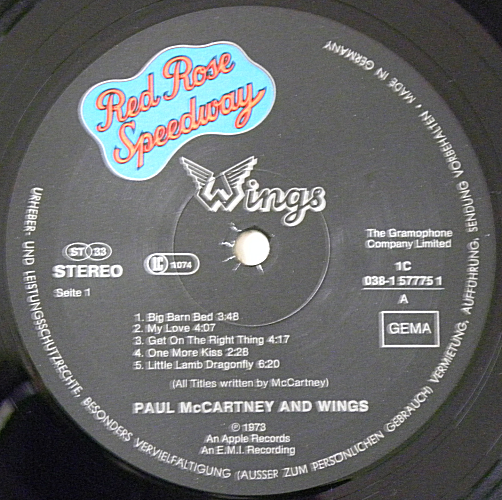 Red Rose
Speedway
Wings
ST 33
STEREO
Seite 1
1C 1074
The Gramophone
Company Limited
1C
038-1 57775 1
A
GEMA
1. Big Barn Bed 3:48
2. My Love 4:07
3. Get On The Right Thing 4:17
4. One More Kiss 2:28
5. Little Lamb Dragonfly 6:20
(All Titles written by McCartney)
PAUL McCARTNEY AND WINGS
℗ 1973
An Apple Records
An E.M.I. Recording
URHEBER- UND LEISTUNGSSCHUTZRECHTE, BESONDERS VERVIELFÄLTIGUNG (AUSSER ZUM PERSÖNLICHEN GEBRAUCH) VERMIETUNG, AUFFÜHRUNG, SENDUNG VORBEHALTEN • MADE IN GERMANY